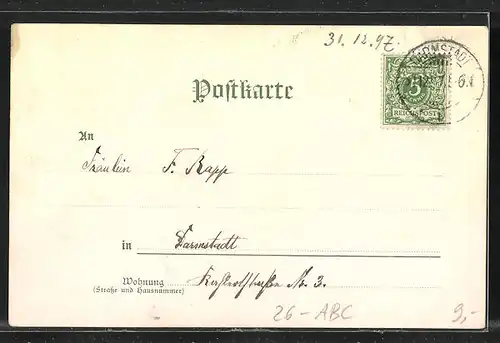 31.12.97
DARMSTADT
5
REICHSPOST
Postkarte
An
Fräulein F. Rapp
in Darmstadt
Wohnung No. 3.
(Straße und Hausnummer)
26 - ABC
9,-